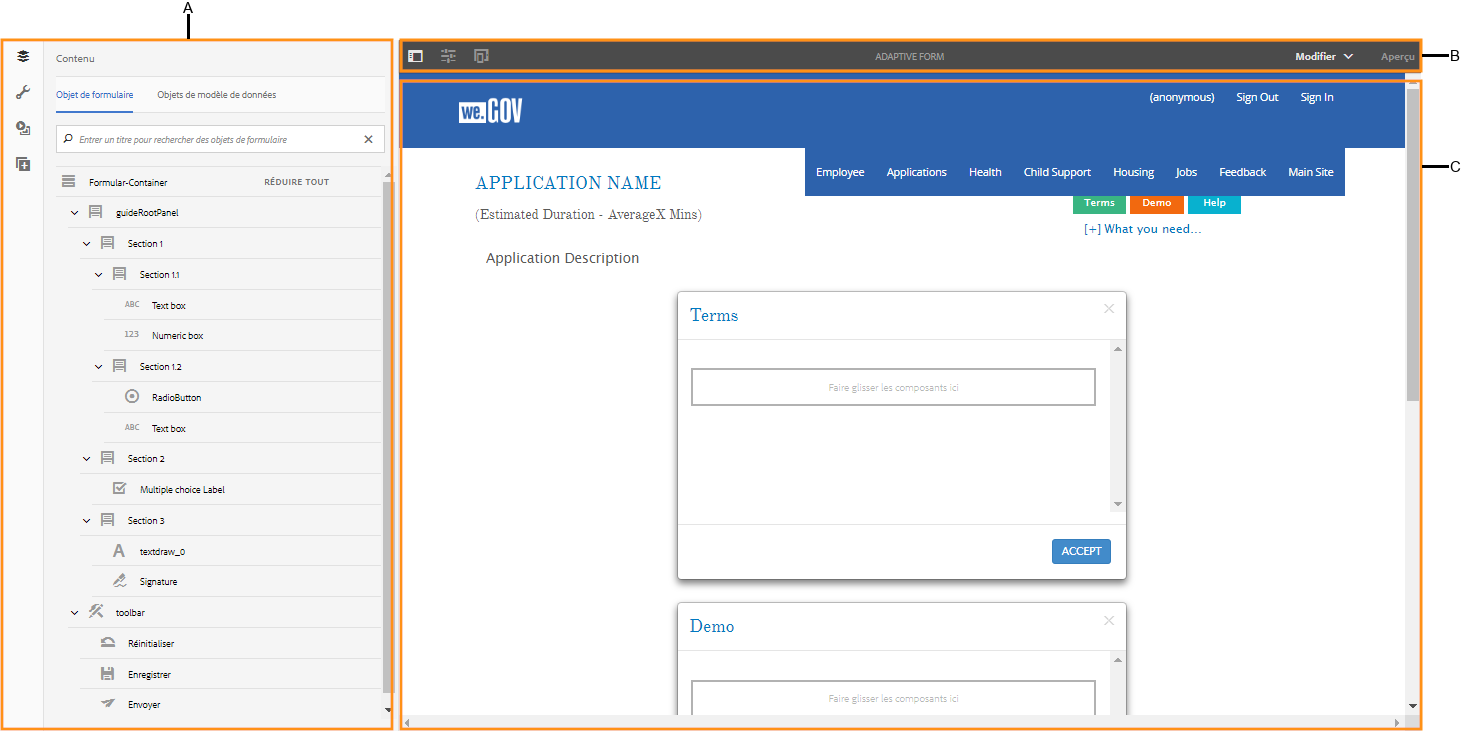 A
Contenu
Objet de formulaire
Objets de modèle de données
Entrer un titre pour rechercher des objets de formulaire
Formular-Container
RÉDUIRE TOUT
guideRootPanel
Section 1
Section 1.1
ABC Text box
123 Numeric box
Section 1.2
RadioButton
ABC Text box
Section 2
Multiple choice Label
Section 3
A textdraw_0
Signature
toolbar
Réinitialiser
Enregistrer
Envoyer
ADAPTIVE FORM
Modifier
Aperçu
B
we.GOV
(anonymous) Sign Out Sign In
C
Employee Applications Health Child Support Housing Jobs Feedback Main Site
APPLICATION NAME
(Estimated Duration - AverageX Mins)
Terms Demo Help
[+] What you need...
Application Description
Terms
Faire glisser les composants ici
ACCEPT
Demo
Faire glisser les composants ici